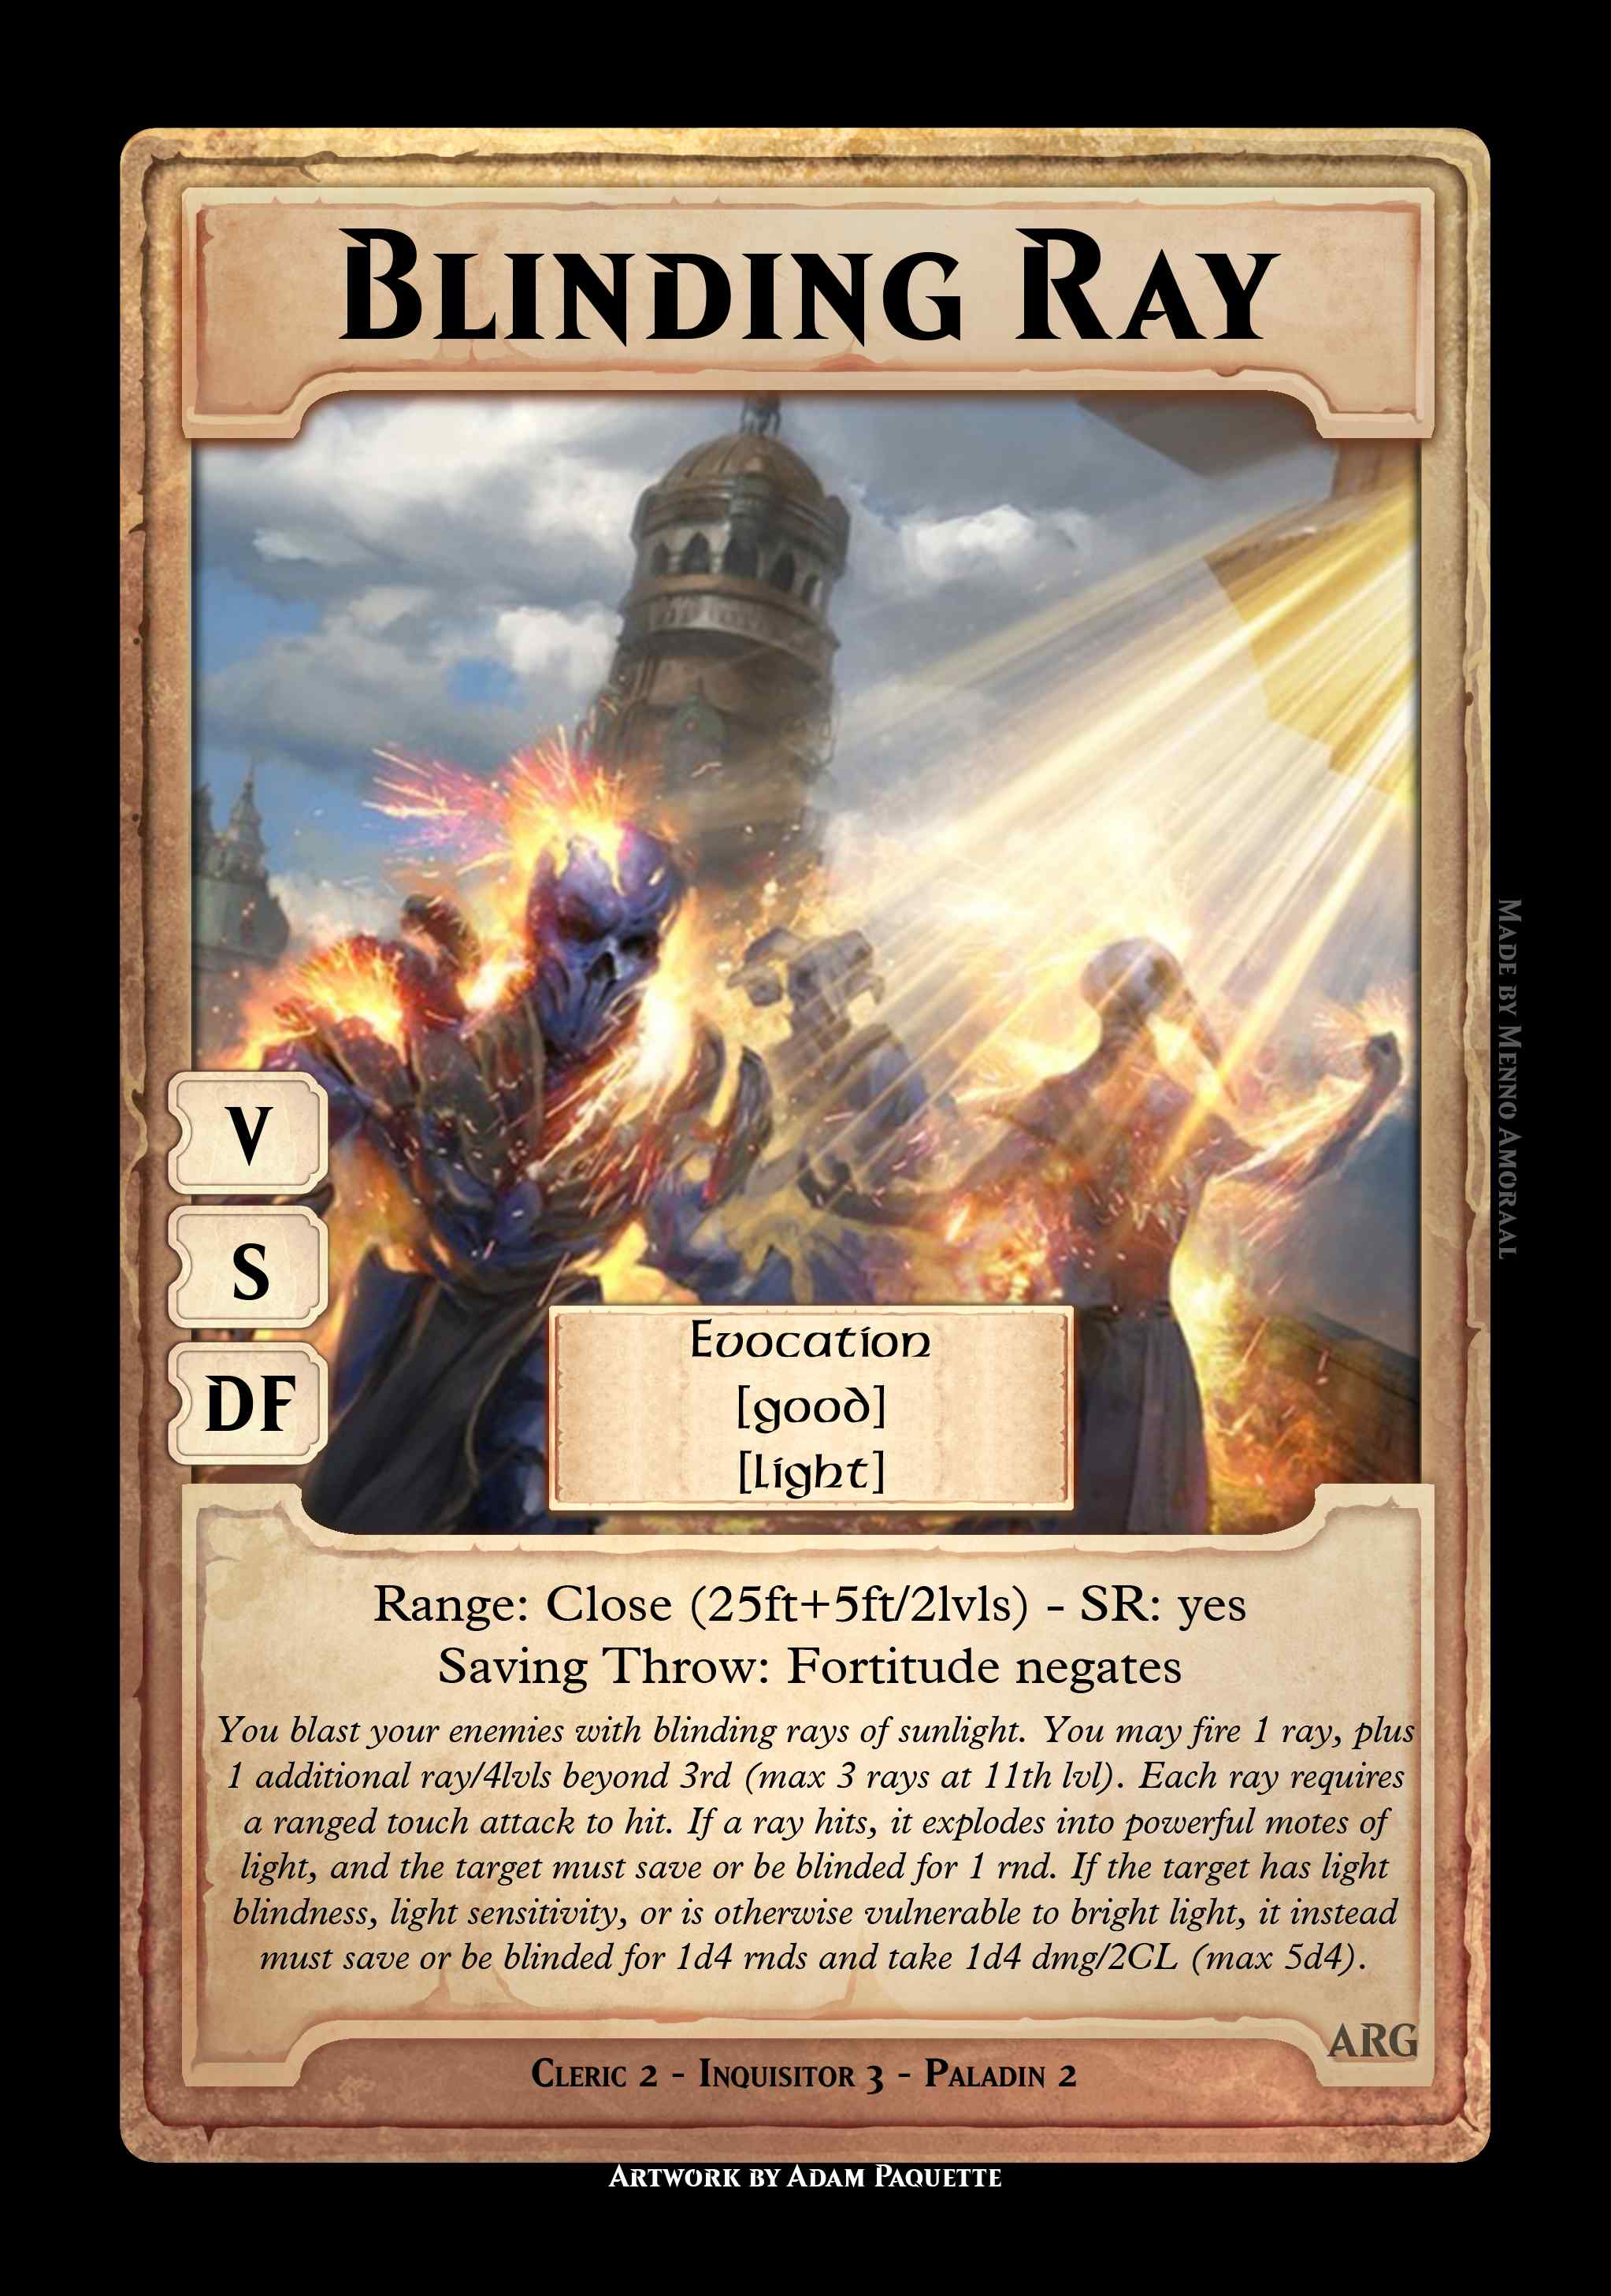 Blinding Ray
V
S
DF
Evocation
[good]
[light]
Range: Close (25ft+5ft/2lvls) - SR: yes
Saving Throw: Fortitude negates
You blast your enemies with blinding rays of sunlight. You may fire 1 ray, plus
1 additional ray/4lvls beyond 3rd (max 3 rays at 11th lvl). Each ray requires
a ranged touch attack to hit. If a ray hits, it explodes into powerful motes of
light, and the target must save or be blinded for 1 rnd. If the target has light
blindness, light sensitivity, or is otherwise vulnerable to bright light, it instead
must save or be blinded for 1d4 rnds and take 1d4 dmg/2CL (max 5d4).
ARG
Cleric 2 - Inquisitor 3 - Paladin 2
Artwork by Adam Paquette
Made by Menno Amoraal